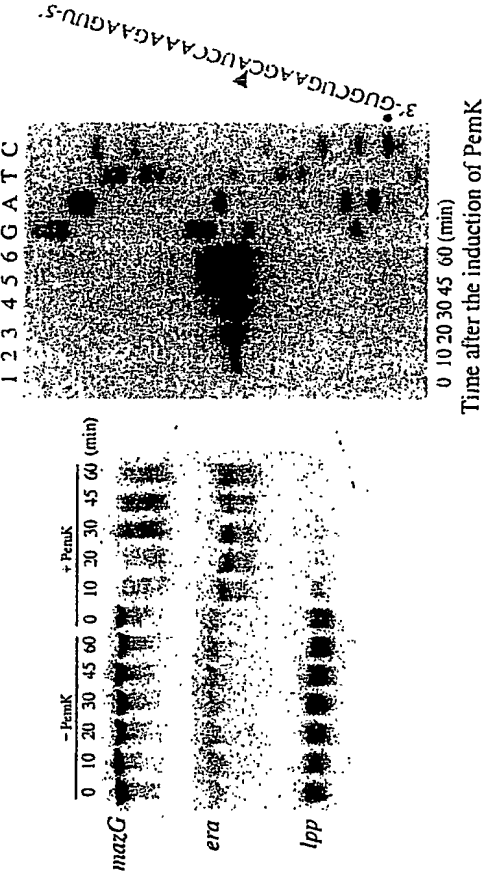 – PemK + PemK
0 10 20 30 45 60 0 10 20 30 45 60 (min)
mazG
era
lpp
1 2 3 4 5 6 G A T C
3'-GUGCUGAAGCAUCCAAAGAAGUU-5'
0 10 20 30 45 60 (min)
Time after the induction of PemK